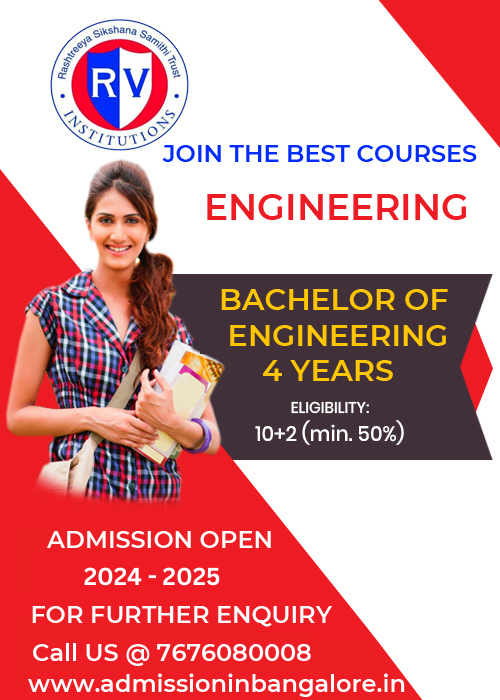 Rashtreeya Sikshana Samithi Trust
RV
INSTITUTIONS
JOIN THE BEST COURSES
ENGINEERING
BACHELOR OF
ENGINEERING
4 YEARS
ELIGIBILITY:
10+2 (min. 50%)
ADMISSION OPEN
2024 - 2025
FOR FURTHER ENQUIRY
Call US @ 7676080008
www.admissioninbangalore.in